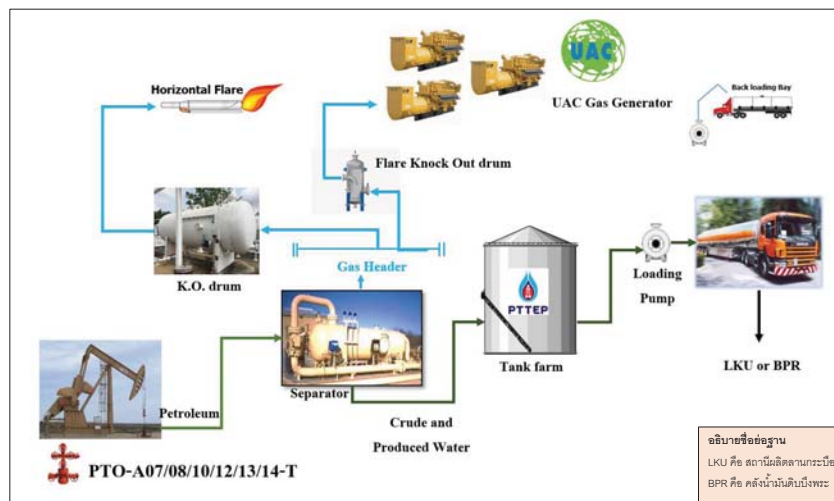 Horizontal Flare
UAC
UAC Gas Generator
Back loading Bay
Flare Knock Out drum
K.O. drum
Gas Header
PTTEP
Loading
Pump
Separator
Tank farm
LKU or BPR
Petroleum
Crude and
Produced Water
PTO-A07/08/10/12/13/14-T
อธิบายชื่อย่อฐาน
LKU คือ สถานีผลิตลานกระบือ
BPR คือ คลังน้ำมันดิบบึงพระ